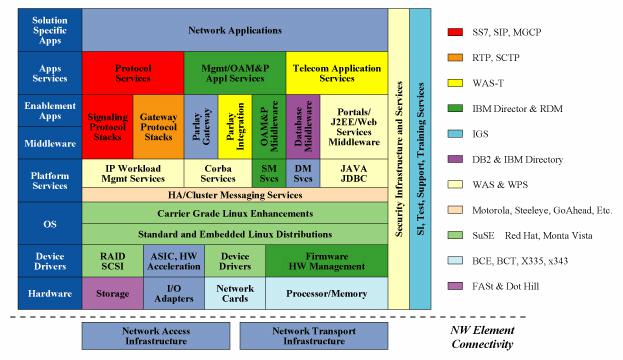 Solution
Specific
Apps
Network Applications
Apps
Services
Protocol
Services
Mgmt/OAM&P
Appl Services
Telecom Application
Services
Enablement
Apps
Middleware
Signaling
Protocol
Stacks
Gateway
Protocol
Stacks
Parlay
Gateway
Parlay
Integration
OAM&P
Middleware
Database
Middleware
Portals/
J2EE/Web
Services
Middleware
Platform
Services
IP Workload
Mgmt Services
Corba
Services
SM
Svcs
DM
Svcs
JAVA
JDBC
HA/Cluster Messaging Services
OS
Carrier Grade Linux Enhancements
Standard and Embedded Linux Distributions
Device
Drivers
RAID
SCSI
ASIC, HW
Acceleration
Device
Drivers
Firmware
HW Management
Hardware
Storage
I/O
Adapters
Network
Cards
Processor/Memory
Security Infrastructure and Services
SI, Test, Support, Training Services
SS7, SIP, MGCP
RTP, SCTP
WAS-T
IBM Director & RDM
IGS
DB2 & IBM Directory
WAS & WPS
Motorola, Steeleye, GoAhead, Etc.
SuSE Red Hat, Monta Vista
BCE, BCT, X335, x343
FASt & Dot Hill
Network Access
Infrastructure
Network Transport
Infrastructure
NW Element
Connectivity